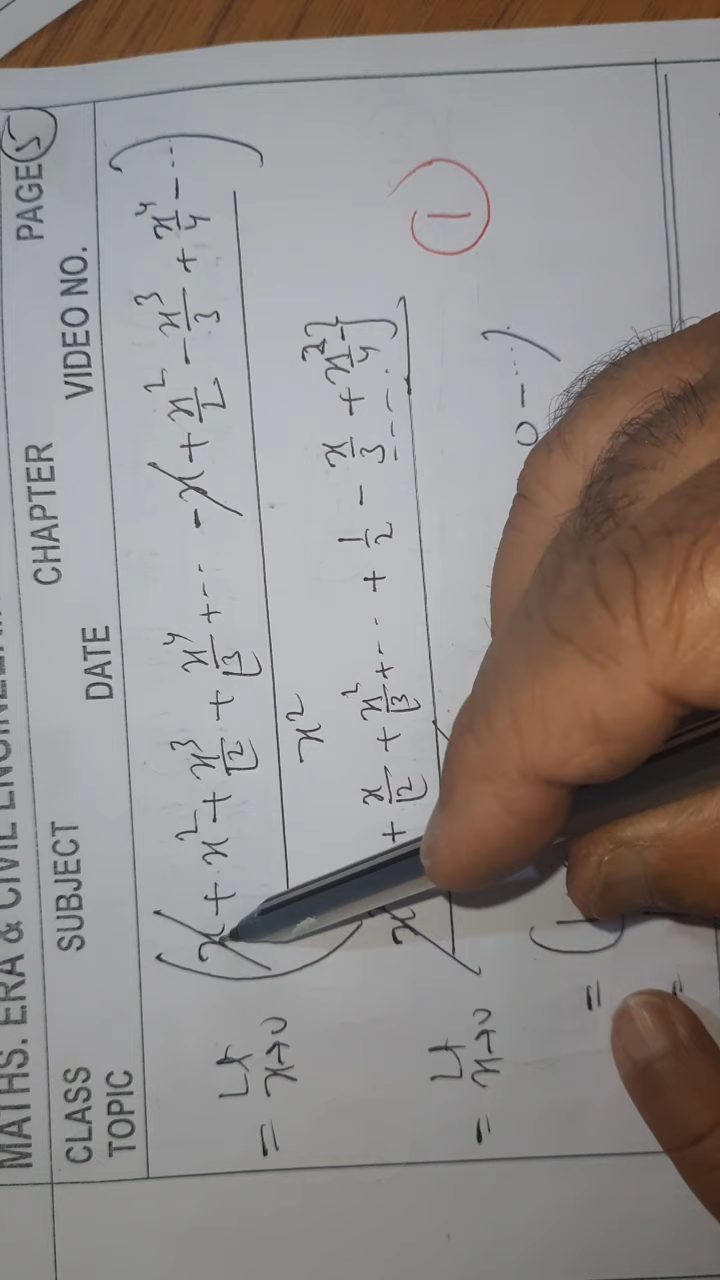 MATHS. ERA & CIVIL
CLASS SUBJECT CHAPTER PAGE 5
TOPIC DATE VIDEO NO.
= Lt x→0 (x + x² + x³/⌊2 + x⁴/⌊3 + ... - x + x²/2 - x³/3 + x⁴/4 - ...)
x²
= Lt x→0 x² + x/⌊2 + x²/⌊3 + ... + 1/2 - x/3 + x²/4 - ...}
①
= ( 0 - ... )
=